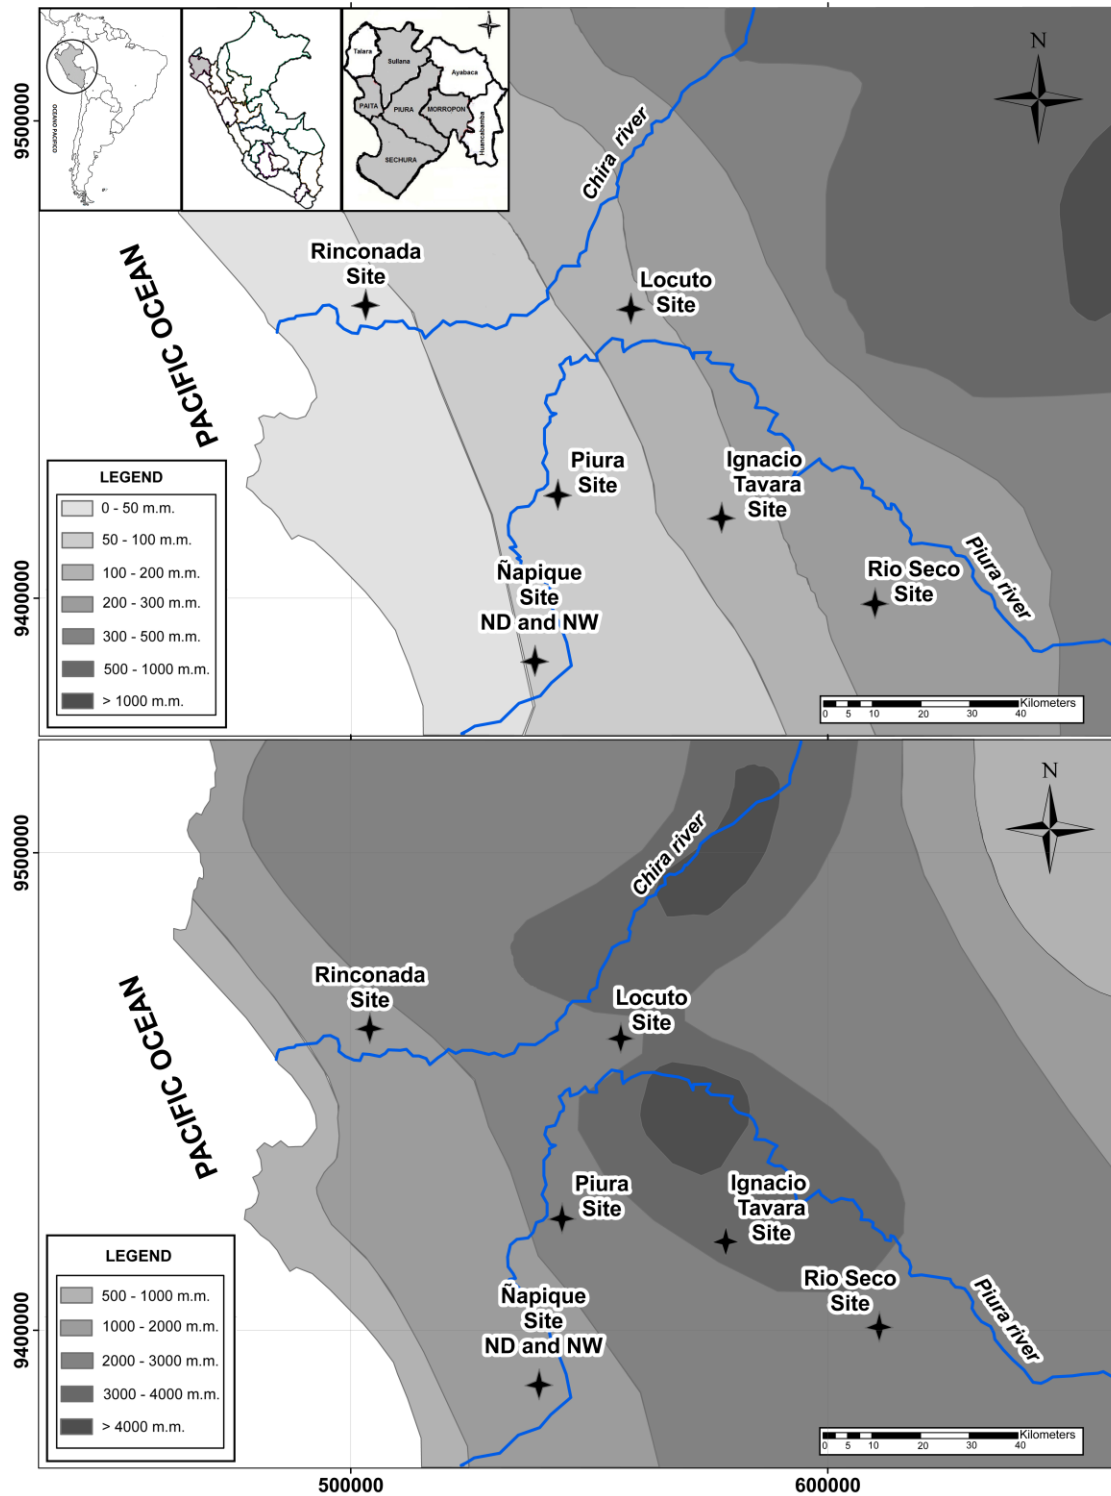 OCEANO PACIFICO
Talara
Sullana
Ayabaca
PAITA
PIURA
MORROPON
Huancabamba
SECHURA
N
9500000
9400000
Chira river
PACIFIC OCEAN
Rinconada
Site
Locuto
Site
Piura
Site
Ignacio
Tavara
Site
Ñapique
Site
ND and NW
Rio Seco
Site
Piura river
LEGEND
0 - 50 m.m.
50 - 100 m.m.
100 - 200 m.m.
200 - 300 m.m.
300 - 500 m.m.
500 - 1000 m.m.
> 1000 m.m.
Kilometers
0 5 10 20 30 40
N
9500000
9400000
Chira river
PACIFIC OCEAN
Rinconada
Site
Locuto
Site
Piura
Site
Ignacio
Tavara
Site
Ñapique
Site
ND and NW
Rio Seco
Site
Piura river
LEGEND
500 - 1000 m.m.
1000 - 2000 m.m.
2000 - 3000 m.m.
3000 - 4000 m.m.
> 4000 m.m.
Kilometers
0 5 10 20 30 40
500000
600000